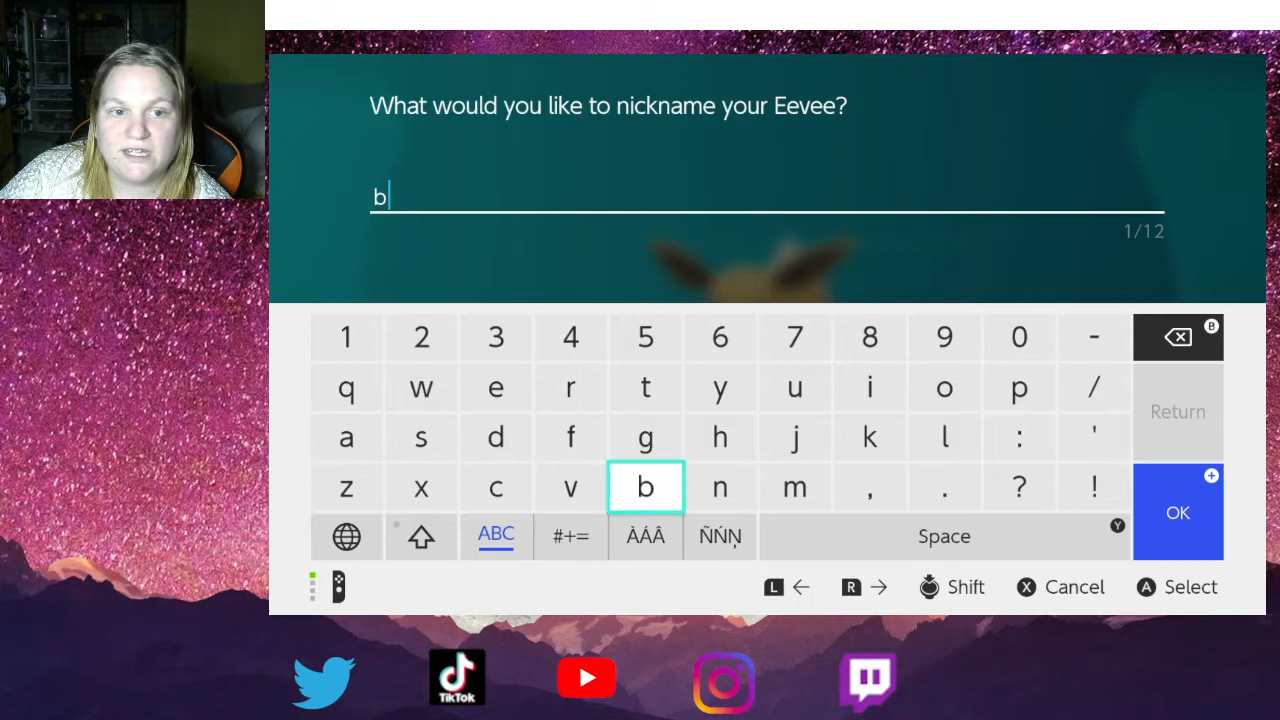 What would you like to nickname your Eevee?
b
1/12
1 2 3 4 5 6 7 8 9 0 - B
q w e r t y u i o p / Return
a s d f g h j k l : '
z x c v b n m , . ? ! + OK
ABC #+= ÀÁÂ ÑŃŅ Space Y
L ← R → Shift X Cancel A Select
TikTok